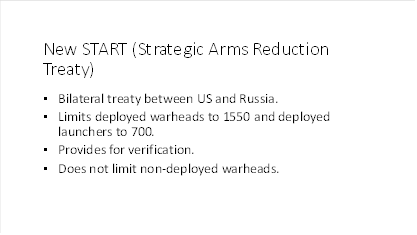 New START (Strategic Arms Reduction
Treaty)
▪ Bilateral treaty between US and Russia.
▪ Limits deployed warheads to 1550 and deployed
launchers to 700.
▪ Provides for verification.
▪ Does not limit non-deployed warheads.